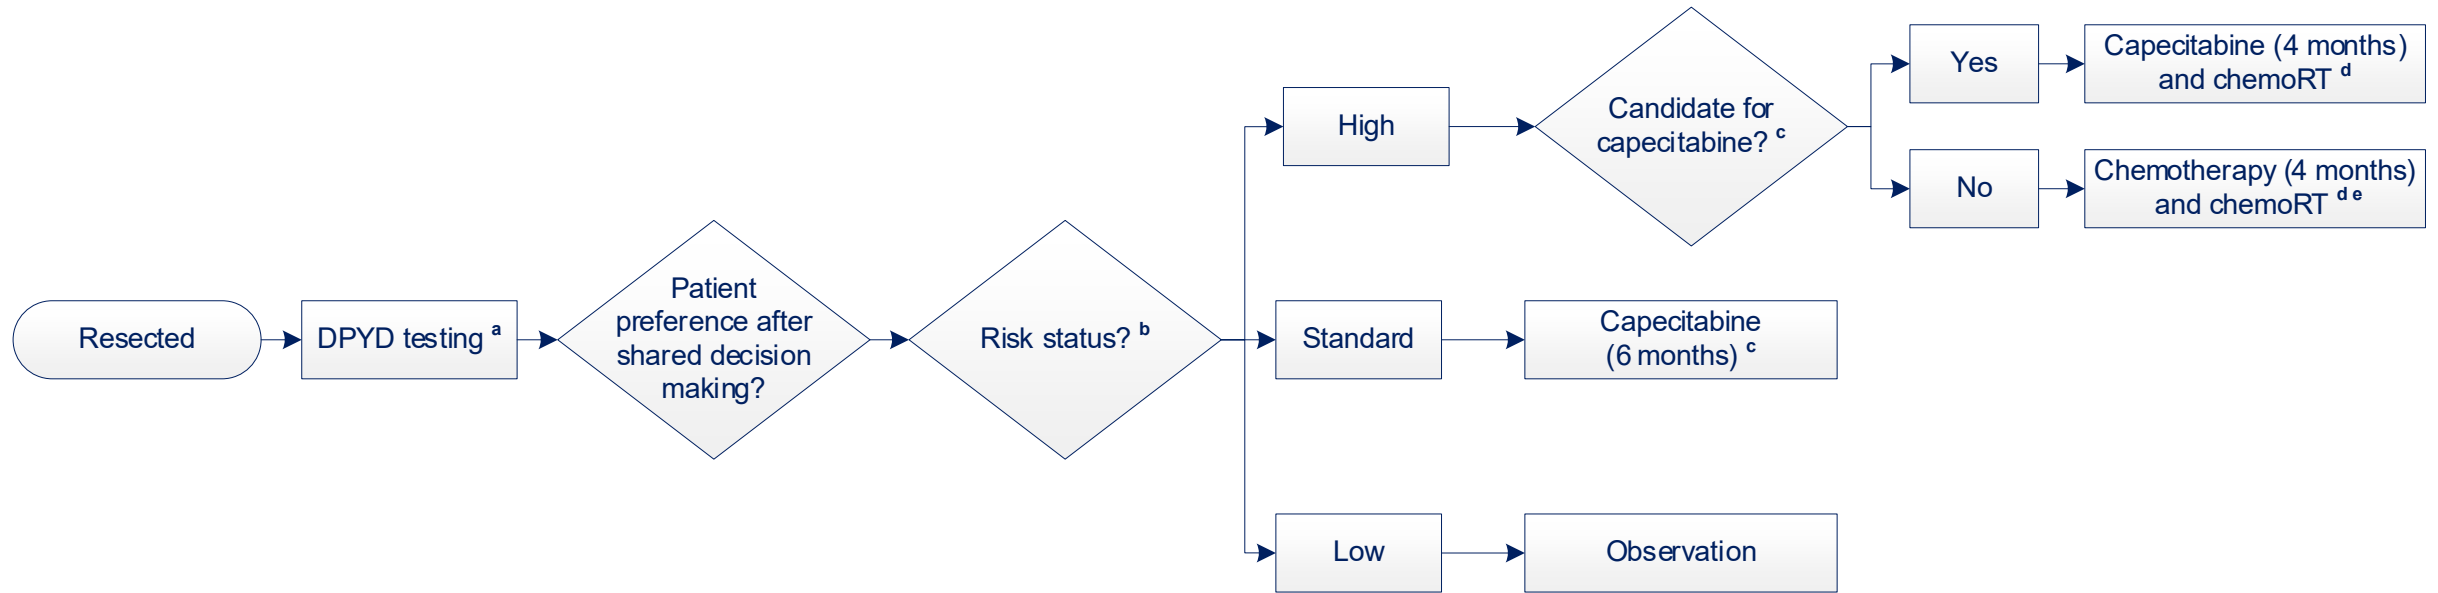 Resected
DPYD testing a
Patient
preference after
shared decision
making?
Risk status? b
High
Candidate for
capecitabine? c
Yes
Capecitabine (4 months)
and chemoRT d
No
Chemotherapy (4 months)
and chemoRT d e
Standard
Capecitabine
(6 months) c
Low
Observation